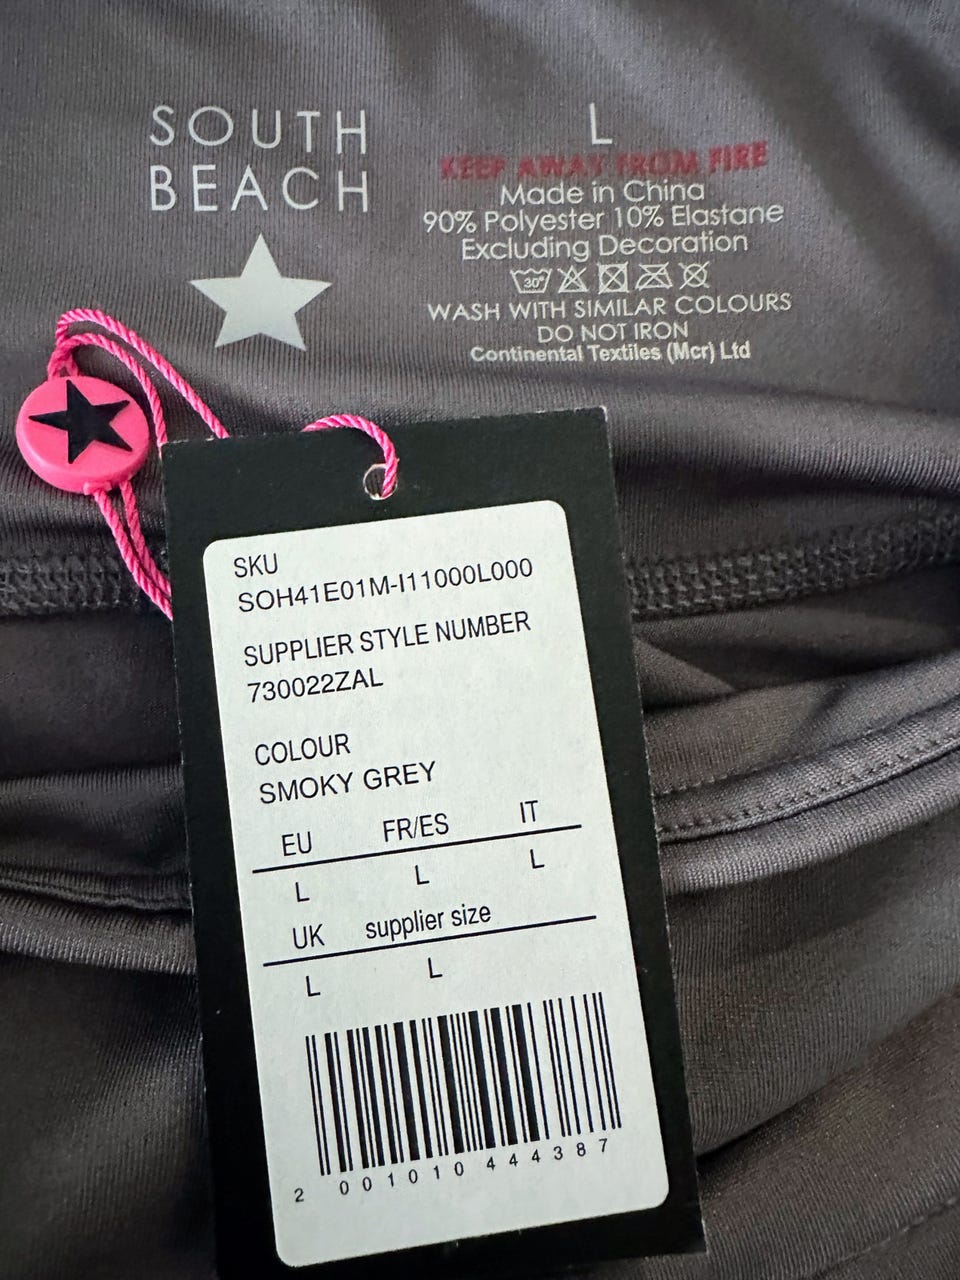 SOUTH
BEACH
L
KEEP AWAY FROM FIRE
Made in China
90% Polyester 10% Elastane
Excluding Decoration
30°
WASH WITH SIMILAR COLOURS
DO NOT IRON
Continental Textiles (Mcr) Ltd
SKU
SOH41E01M-I11000L000
SUPPLIER STYLE NUMBER
730022ZAL
COLOUR
SMOKY GREY
EU FR/ES IT
L L L
UK supplier size
L L
2 001010 444387